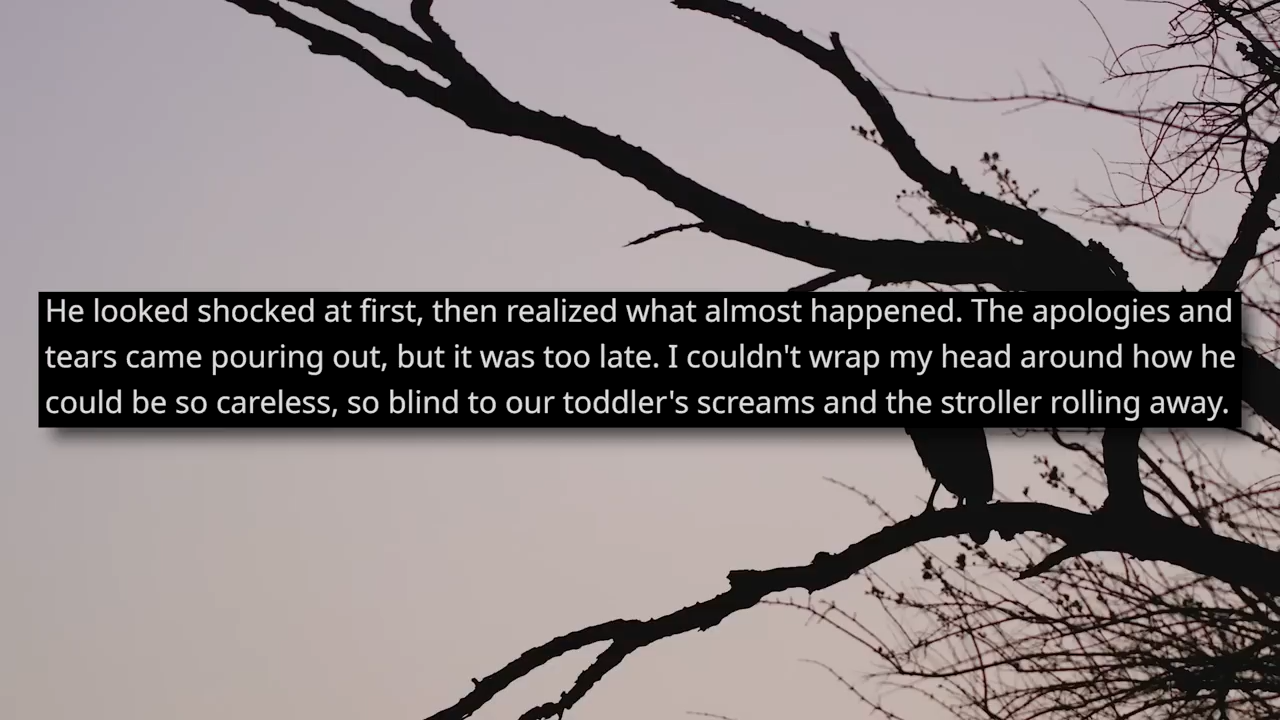 He looked shocked at first, then realized what almost happened. The apologies and
tears came pouring out, but it was too late. I couldn't wrap my head around how he
could be so careless, so blind to our toddler's screams and the stroller rolling away.